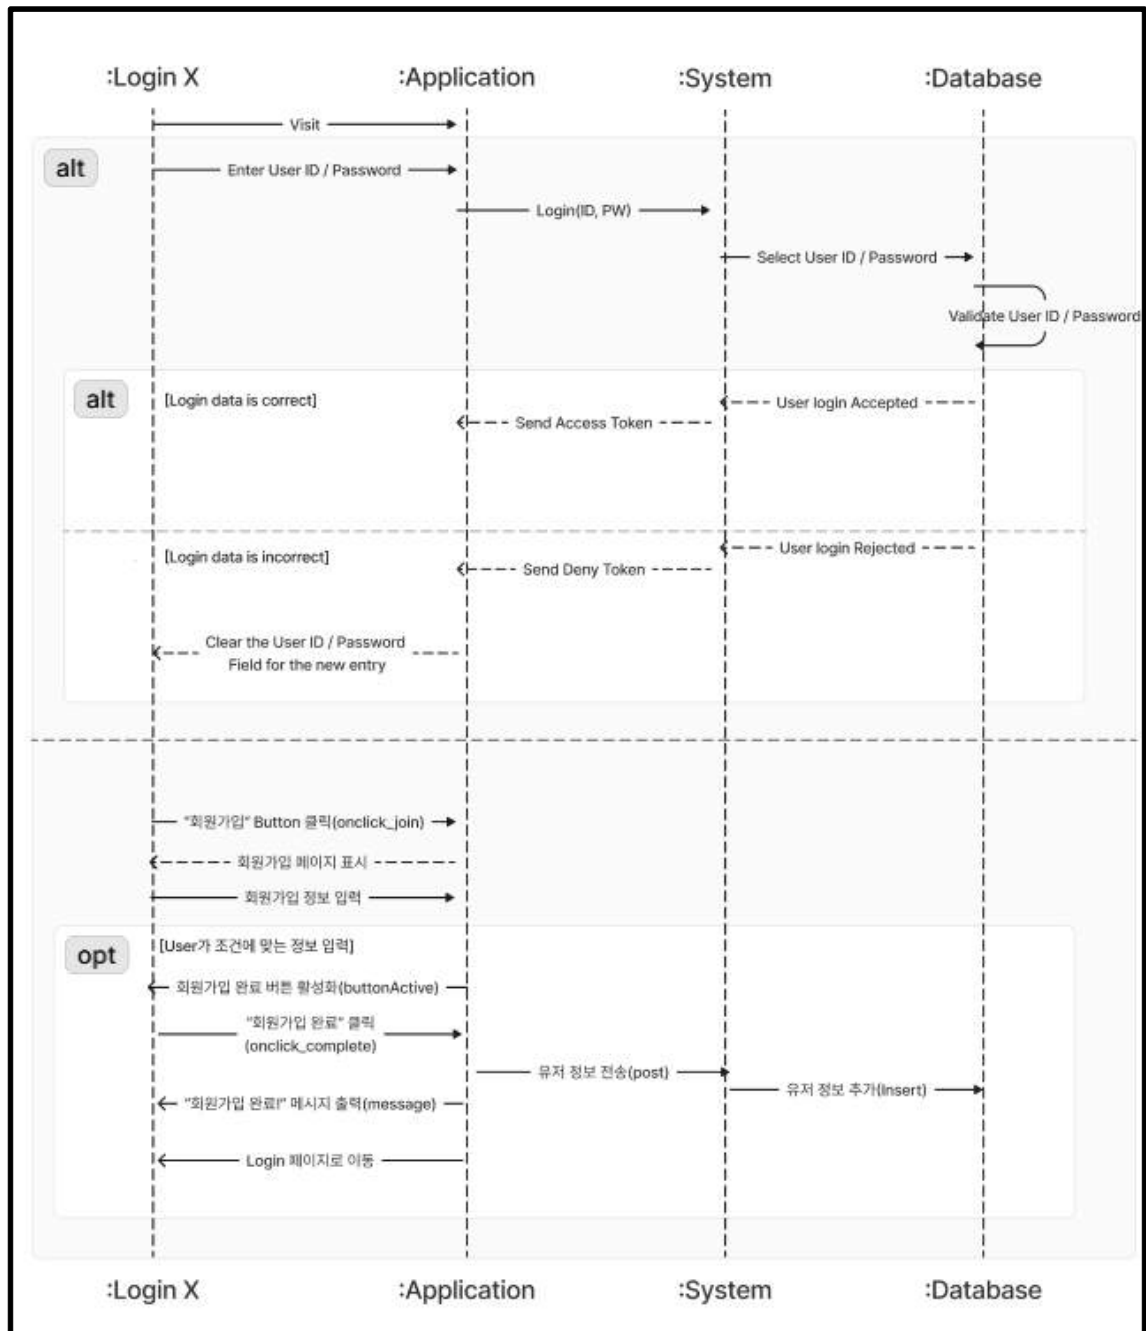 :Login X
:Application
:System
:Database
Visit
alt
Enter User ID / Password
Login(ID, PW)
Select User ID / Password
Validate User ID / Password
alt
[Login data is correct]
User login Accepted
Send Access Token
[Login data is incorrect]
User login Rejected
Send Deny Token
Clear the User ID / Password
Field for the new entry
"회원가입" Button 클릭(onclick_join)
회원가입 페이지 표시
회원가입 정보 입력
opt
[User가 조건에 맞는 정보 입력]
회원가입 완료 버튼 활성화(buttonActive)
"회원가입 완료" 클릭
(onclick_complete)
유저 정보 전송(post)
유저 정보 추가(Insert)
"회원가입 완료!" 메시지 출력(message)
Login 페이지로 이동
:Login X
:Application
:System
:Database